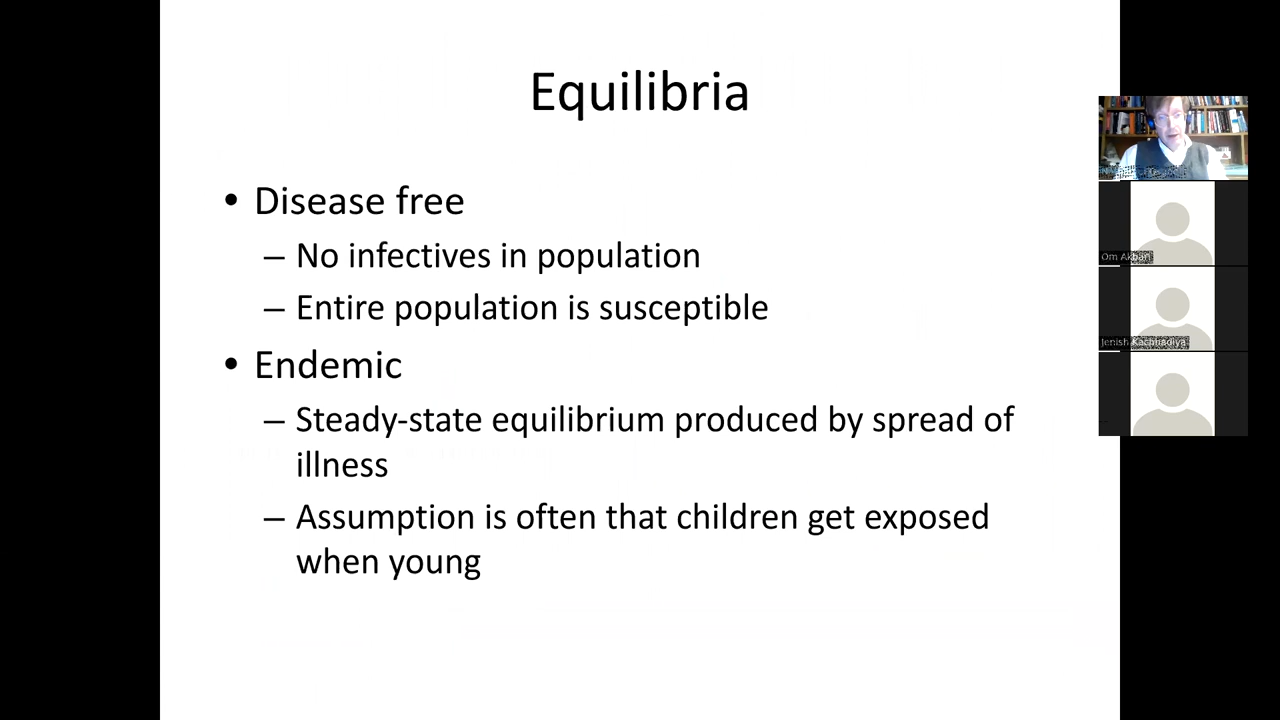 Equilibria
• Disease free
– No infectives in population
– Entire population is susceptible
• Endemic
– Steady-state equilibrium produced by spread of
illness
– Assumption is often that children get exposed
when young
Om Akbari
Jenish Kachhadiya